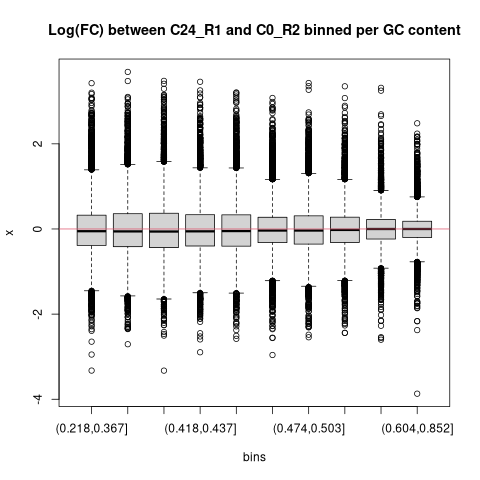 Log(FC) between C24_R1 and C0_R2 binned per GC content
x
2
0
-2
-4
(0.218,0.367]
(0.418,0.437]
(0.474,0.503]
(0.604,0.852]
bins